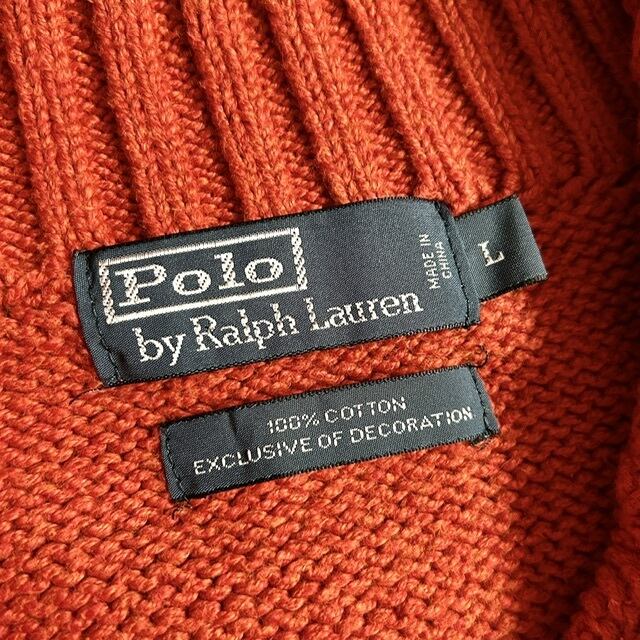 Polo
by Ralph Lauren
MADE IN
CHINA
L
100% COTTON
EXCLUSIVE OF DECORATION